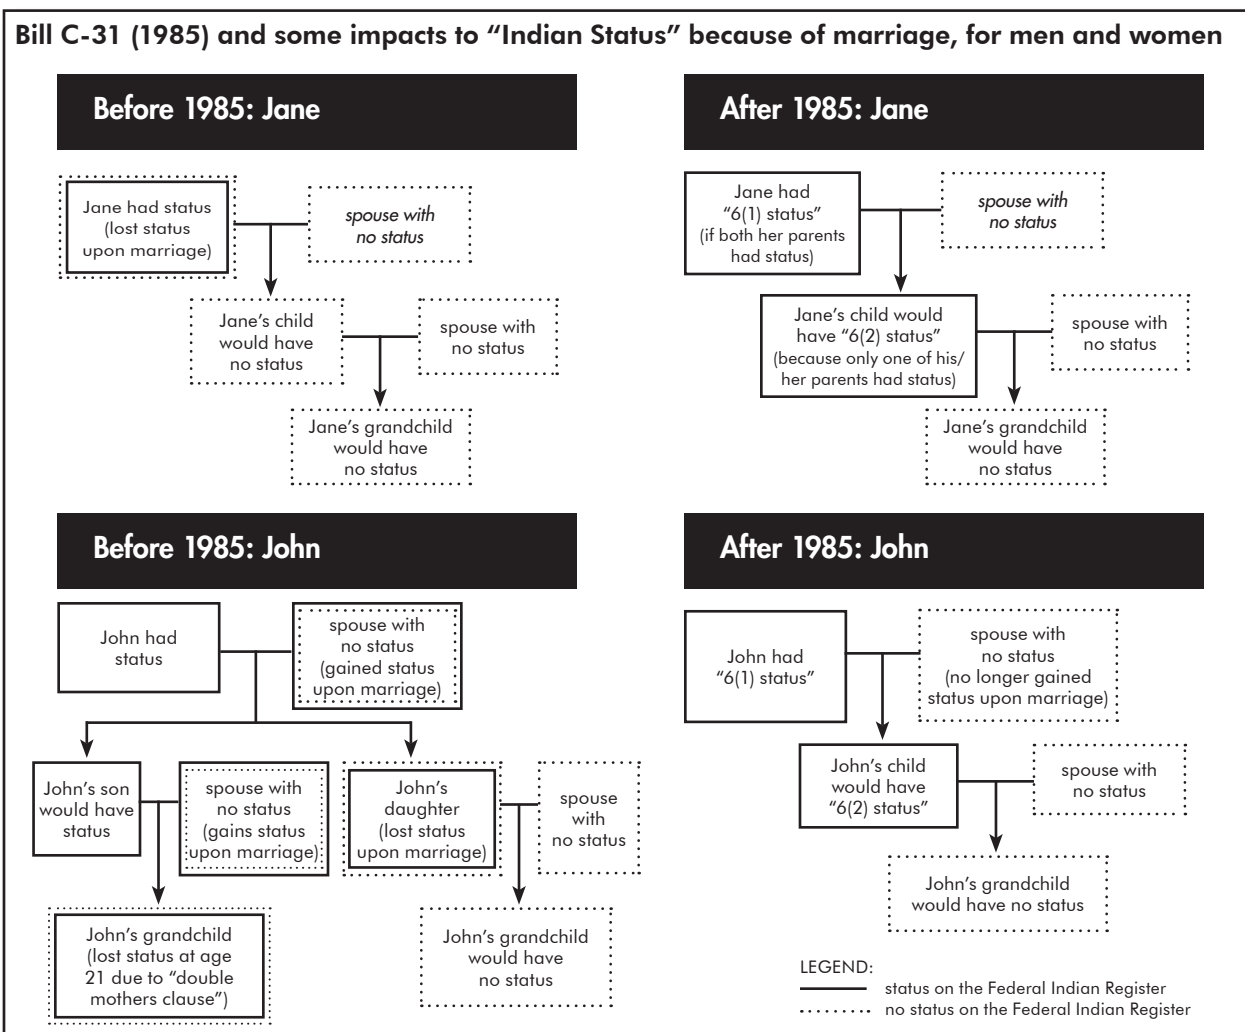 Bill C-31 (1985) and some impacts to “Indian Status” because of marriage, for men and women
Before 1985: Jane
Jane had status
(lost status
upon marriage)
spouse with
no status
Jane’s child
would have
no status
spouse with
no status
Jane’s grandchild
would have
no status
After 1985: Jane
Jane had
“6(1) status”
(if both her parents
had status)
spouse with
no status
Jane’s child would
have “6(2) status”
(because only one of his/
her parents had status)
spouse with
no status
Jane’s grandchild
would have
no status
Before 1985: John
John had
status
spouse with
no status
(gained status
upon marriage)
John’s son
would have
status
spouse with
no status
(gains status
upon marriage)
John’s
daughter
(lost status
upon marriage)
spouse
with
no status
John’s grandchild
(lost status at age
21 due to “double
mothers clause”)
John’s grandchild
would have
no status
After 1985: John
John had
“6(1) status”
spouse with
no status
(no longer gained
status upon marriage)
John’s child
would have
“6(2) status”
spouse with
no status
John’s grandchild
would have no status
LEGEND:
status on the Federal Indian Register
no status on the Federal Indian Register